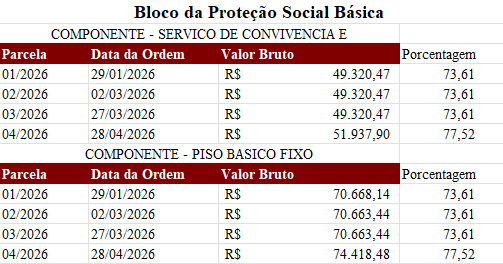 Bloco da Proteção Social Básica
COMPONENTE - SERVICO DE CONVIVENCIA E
Parcela Data da Ordem Valor Bruto Porcentagem
01/2026 29/01/2026 R$ 49.320,47 73,61
02/2026 02/03/2026 R$ 49.320,47 73,61
03/2026 27/03/2026 R$ 49.320,47 73,61
04/2026 28/04/2026 R$ 51.937,90 77,52
COMPONENTE - PISO BASICO FIXO
Parcela Data da Ordem Valor Bruto Porcentagem
01/2026 29/01/2026 R$ 70.668,14 73,61
02/2026 02/03/2026 R$ 70.663,44 73,61
03/2026 27/03/2026 R$ 70.663,44 73,61
04/2026 28/04/2026 R$ 74.418,48 77,52